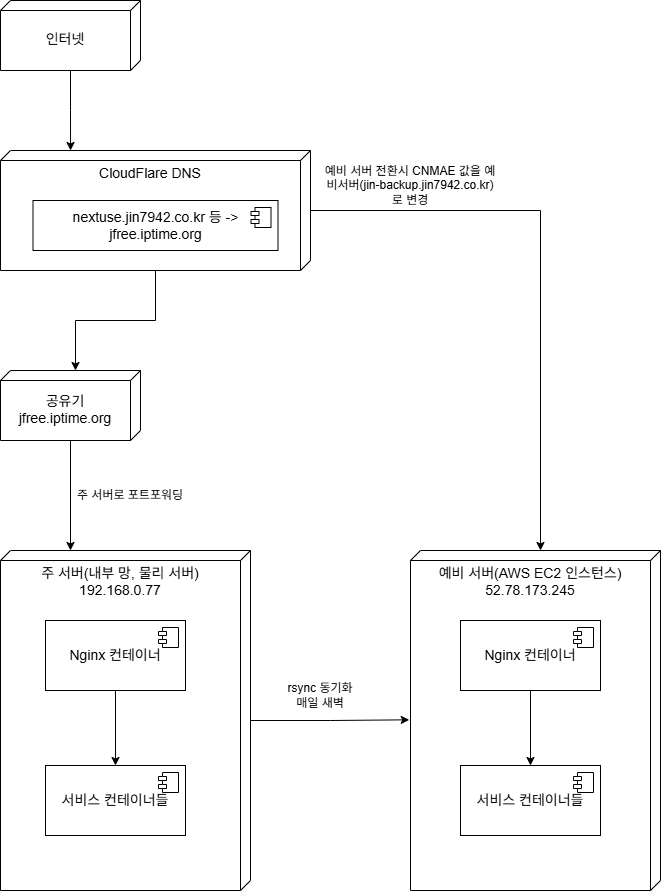 인터넷
CloudFlare DNS
nextuse.jin7942.co.kr 등 ->
jfree.iptime.org
예비 서버 전환시 CNMAE 값을 예
비서버(jin-backup.jin7942.co.kr)
로 변경
공유기
jfree.iptime.org
주 서버로 포트포워딩
주 서버(내부 망, 물리 서버)
192.168.0.77
Nginx 컨테이너
서비스 컨테이너들
rsync 동기화
매일 새벽
예비 서버(AWS EC2 인스턴스)
52.78.173.245
Nginx 컨테이너
서비스 컨테이너들